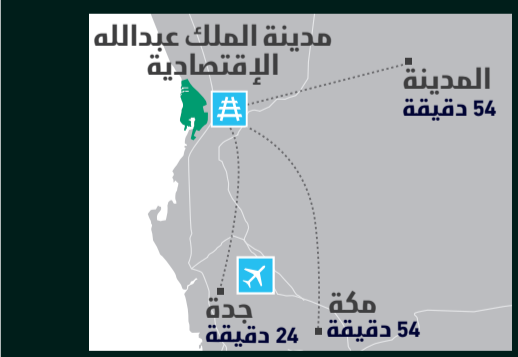 مدينة الملك عبدالله
الإقتصادية
المدينة
54 دقيقة
جدة
24 دقيقة
مكة
54 دقيقة